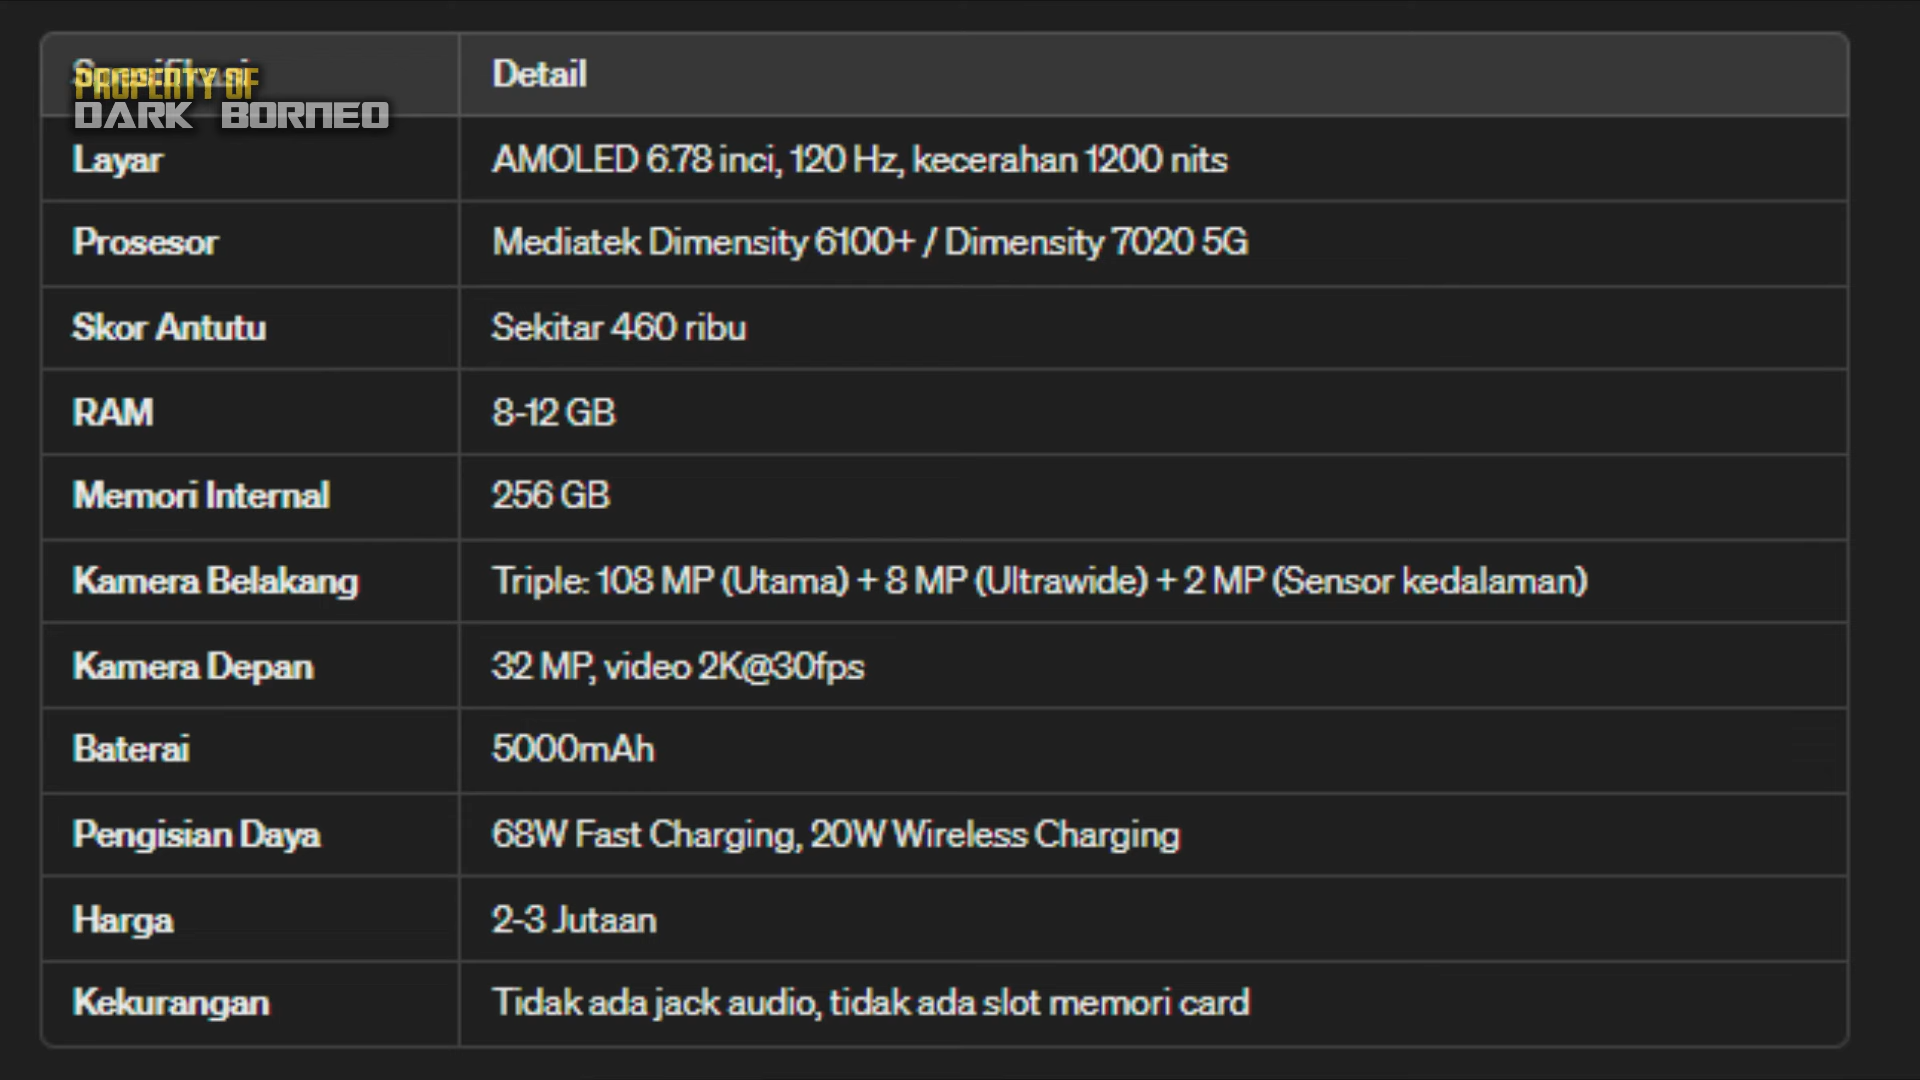 Spesifikasi Detail
PROPERTY OF
DARK BORNEO
Layar AMOLED 6.78 inci, 120 Hz, kecerahan 1200 nits
Prosesor Mediatek Dimensity 6100+ / Dimensity 7020 5G
Skor Antutu Sekitar 460 ribu
RAM 8-12 GB
Memori Internal 256 GB
Kamera Belakang Triple: 108 MP (Utama) + 8 MP (Ultrawide) + 2 MP (Sensor kedalaman)
Kamera Depan 32 MP, video 2K@30fps
Baterai 5000mAh
Pengisian Daya 68W Fast Charging, 20W Wireless Charging
Harga 2-3 Jutaan
Kekurangan Tidak ada jack audio, tidak ada slot memori card